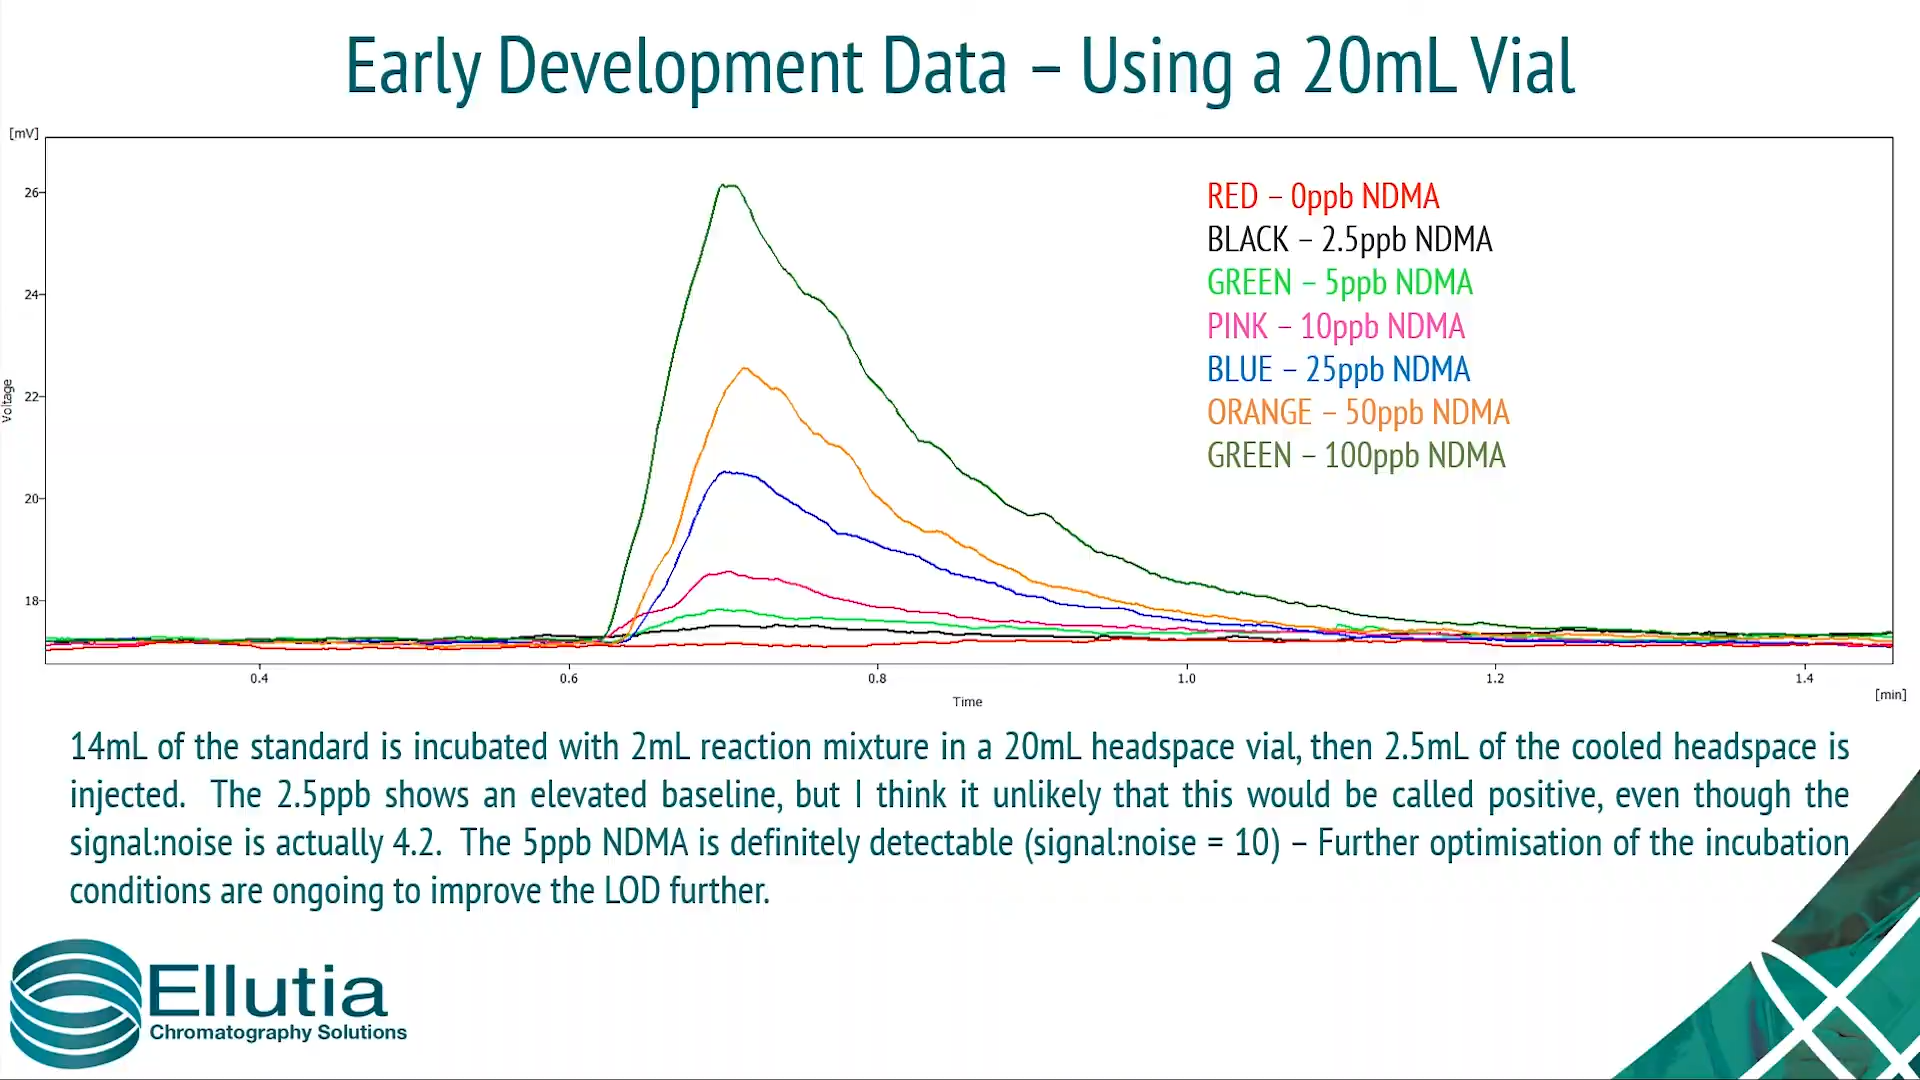 Early Development Data – Using a 20mL Vial
[mV]
26
24
22
20
18
Voltage
RED – 0ppb NDMA
BLACK – 2.5ppb NDMA
GREEN – 5ppb NDMA
PINK – 10ppb NDMA
BLUE – 25ppb NDMA
ORANGE – 50ppb NDMA
GREEN – 100ppb NDMA
0.4 0.6 0.8 1.0 1.2 1.4
Time
[min]
14mL of the standard is incubated with 2mL reaction mixture in a 20mL headspace vial, then 2.5mL of the cooled headspace is
injected. The 2.5ppb shows an elevated baseline, but I think it unlikely that this would be called positive, even though the
signal:noise is actually 4.2. The 5ppb NDMA is definitely detectable (signal:noise = 10) – Further optimisation of the incubation
conditions are ongoing to improve the LOD further.
Ellutia
Chromatography Solutions